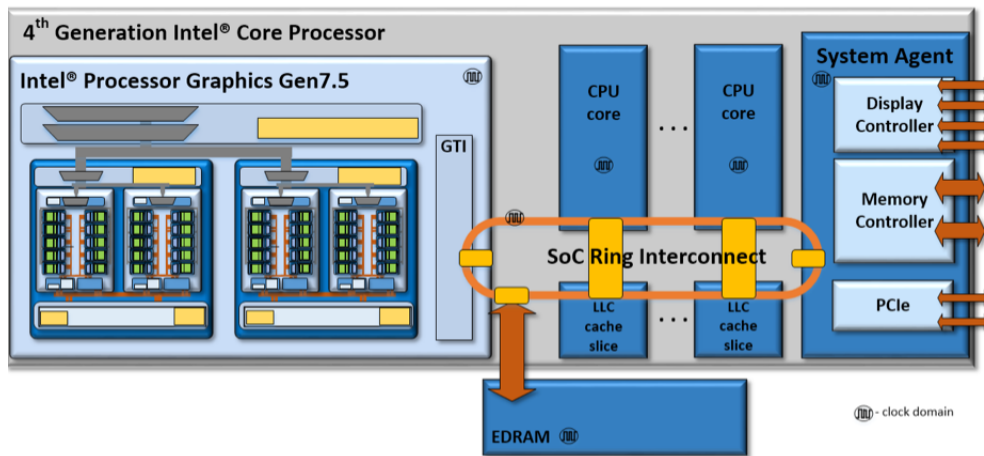 4th Generation Intel® Core Processor
Intel® Processor Graphics Gen7.5
GTI
CPU
core
...
CPU
core
System Agent
Display
Controller
Memory
Controller
PCIe
SoC Ring Interconnect
LLC
cache
slice
...
LLC
cache
slice
EDRAM
- clock domain